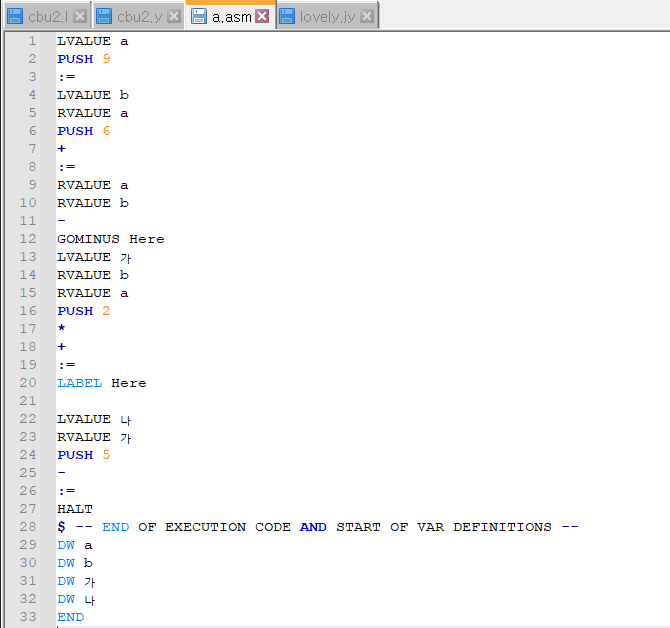 cbu2.l cbu2.y a.asm lovely.jy
1 LVALUE a
2 PUSH 9
3 :=
4 LVALUE b
5 RVALUE a
6 PUSH 6
7 +
8 :=
9 RVALUE a
10 RVALUE b
11 -
12 GOMINUS Here
13 LVALUE 가
14 RVALUE b
15 RVALUE a
16 PUSH 2
17 *
18 +
19 :=
20 LABEL Here
21
22 LVALUE 나
23 RVALUE 가
24 PUSH 5
25 -
26 :=
27 HALT
28 $ -- END OF EXECUTION CODE AND START OF VAR DEFINITIONS --
29 DW a
30 DW b
31 DW 가
32 DW 나
33 END